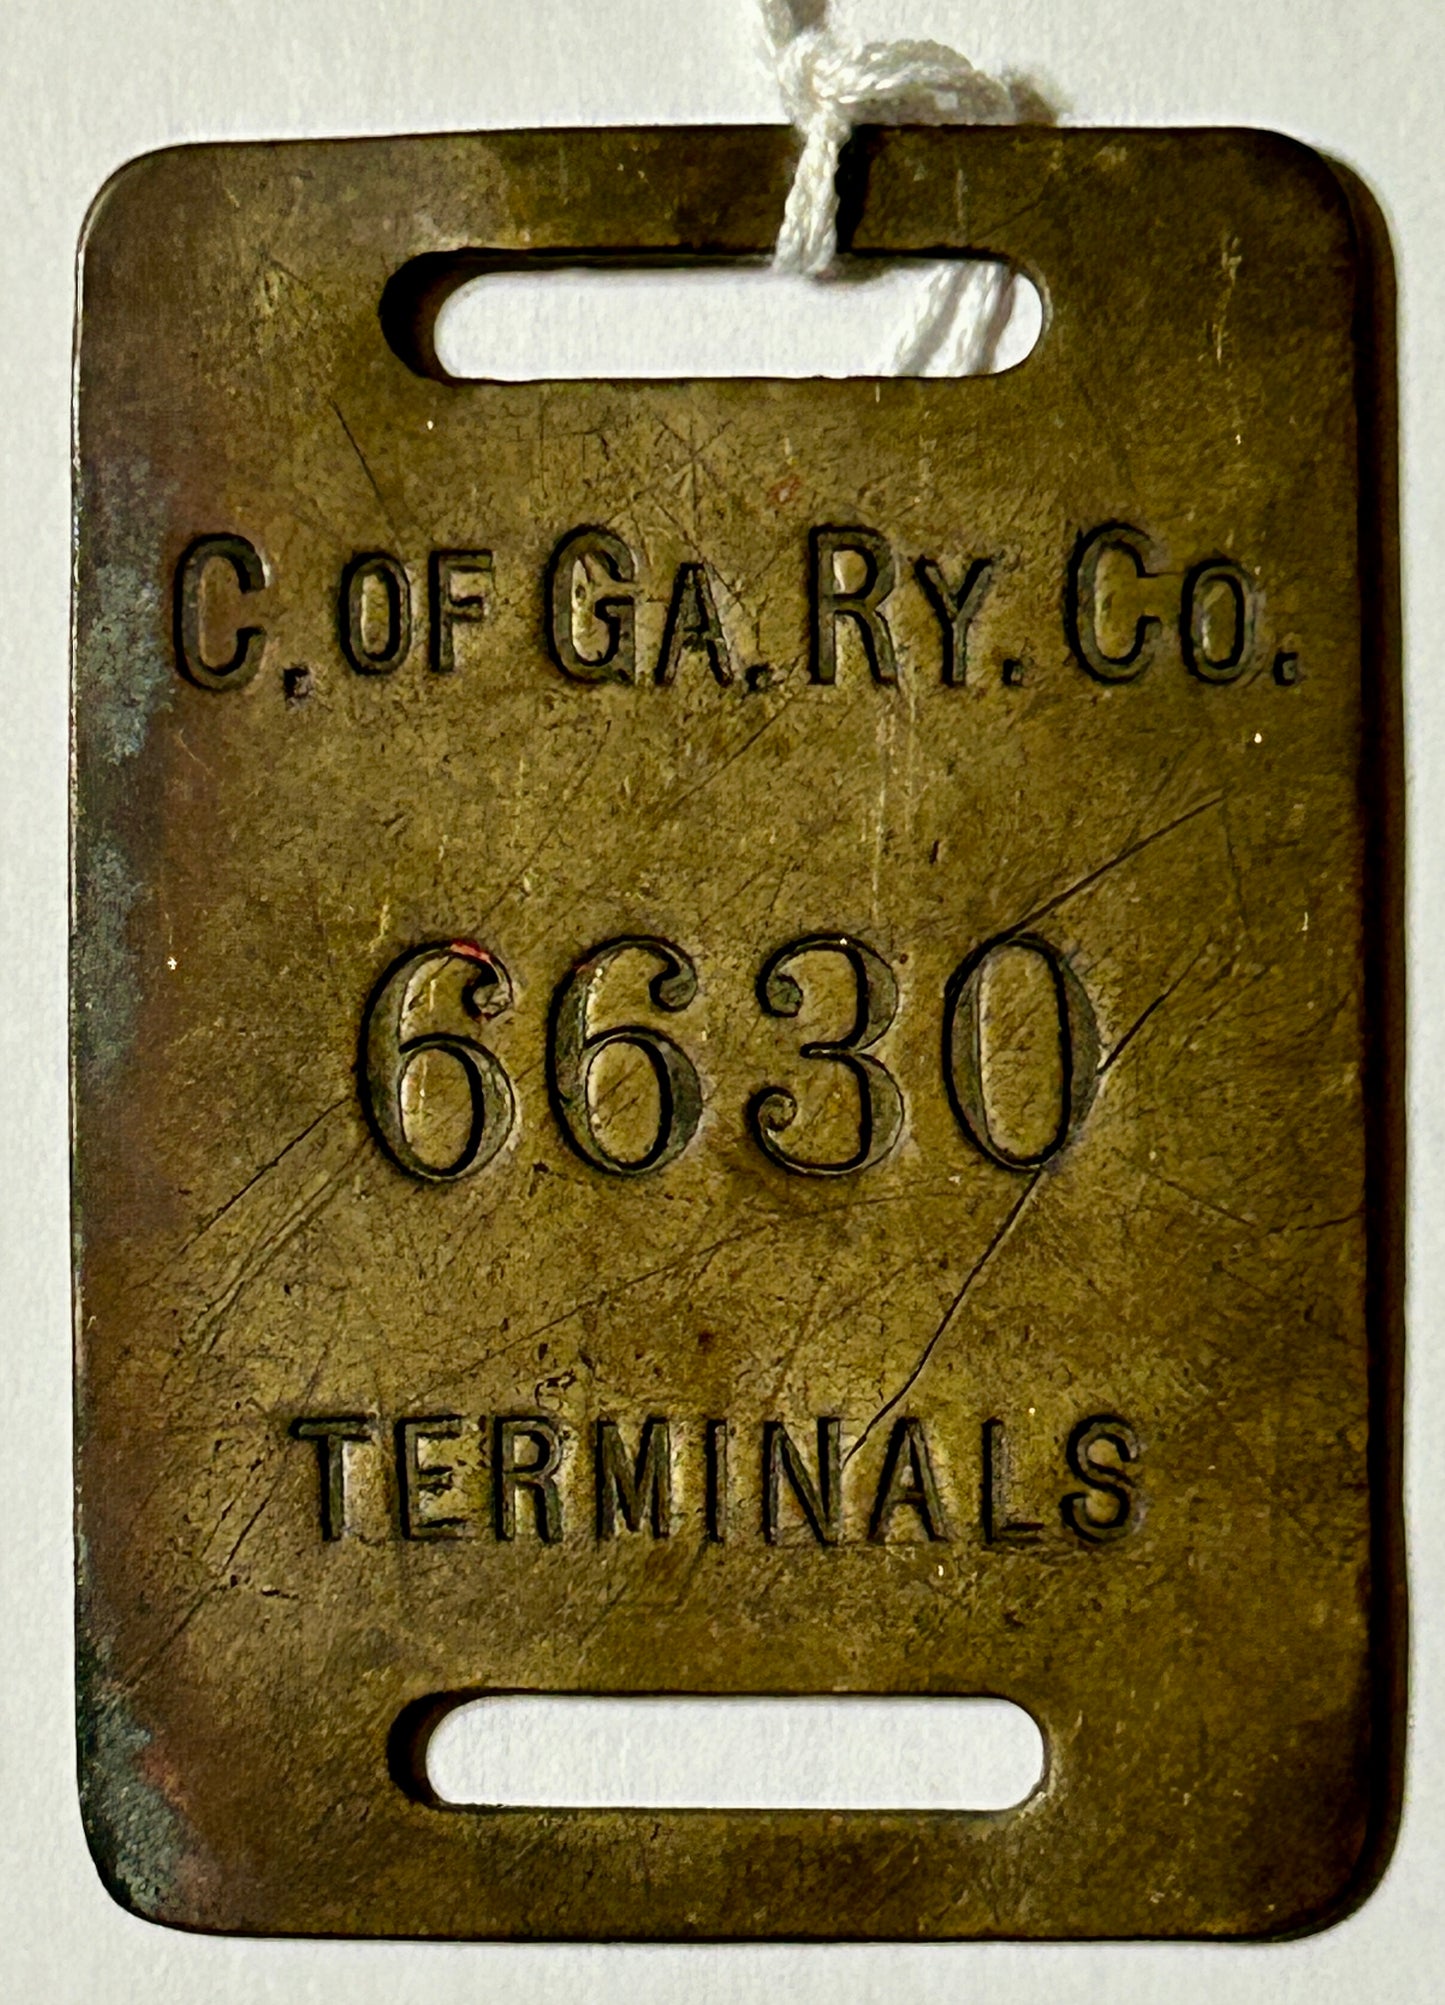 C. OF GA. RY. CO.
6630
TERMINALS